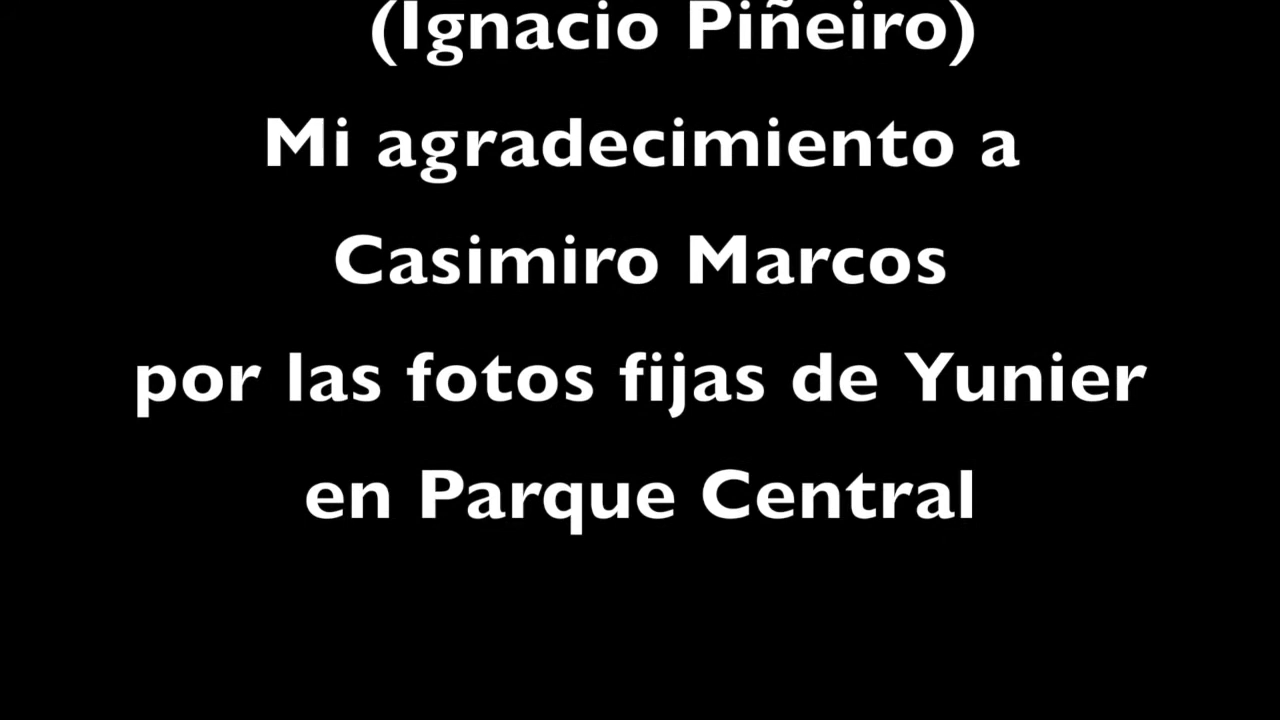 (Ignacio Piñeiro)
Mi agradecimiento a
Casimiro Marcos
por las fotos fijas de Yunier
en Parque Central